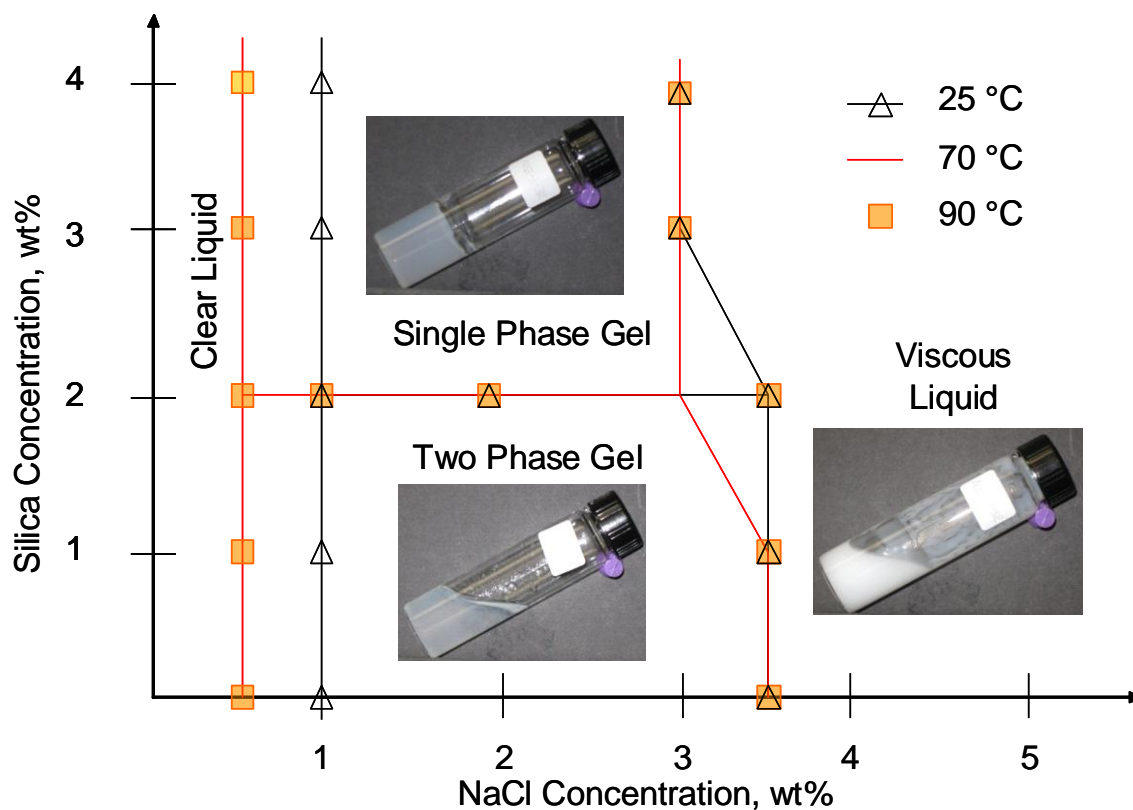 4
3
2
1
Silica Concentration, wt%
Clear Liquid
25 °C
70 °C
90 °C
Single Phase Gel
Viscous
Liquid
Two Phase Gel
1
2
3
4
5
NaCl Concentration, wt%